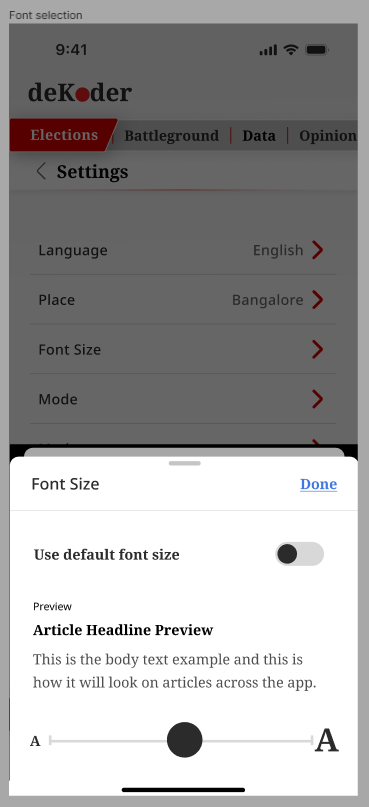 Font selection
9:41
deKoder
Elections Battleground Data Opinion
Settings
Language English
Place Bangalore
Font Size
Mode
Font Size Done
Use default font size
Preview
Article Headline Preview
This is the body text example and this is
how it will look on articles across the app.
A A